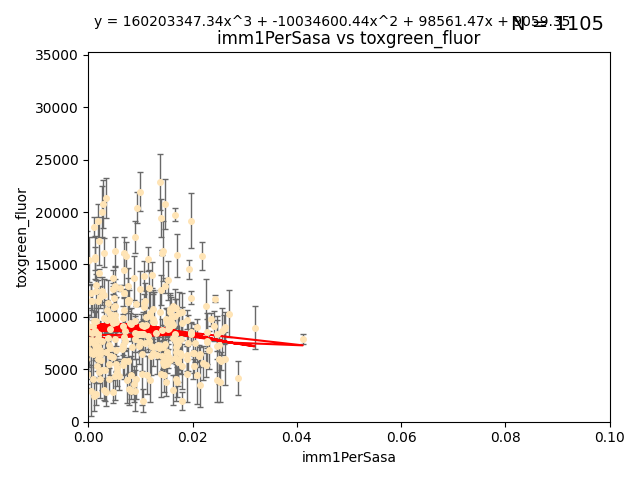 y = 160203347.34x^3 + -10034600.44x^2 + 98561.47x + 9059.35
N = 1105
imm1PerSasa vs toxgreen_fluor
35000
30000
25000
20000
15000
10000
5000
0
toxgreen_fluor
0.00 0.02 0.04 0.06 0.08 0.10
imm1PerSasa